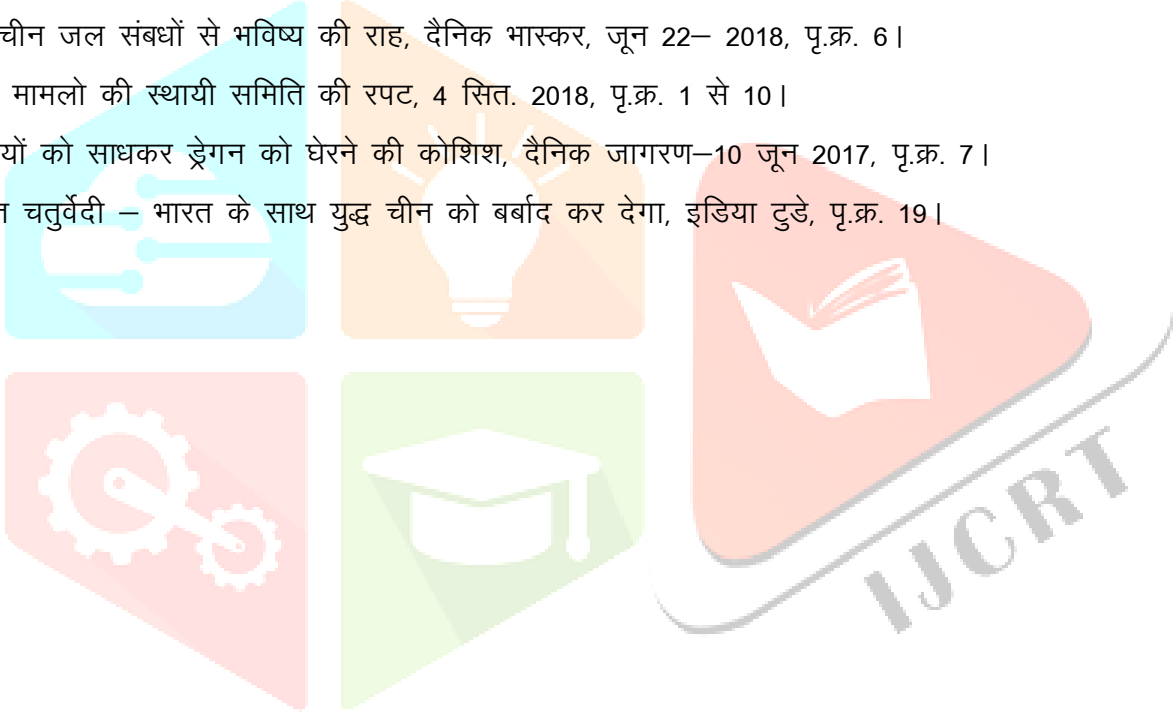 चीन जल संबधों से भविष्य की राह, दैनिक भास्कर, जून 22– 2018, पृ.क्र. 6।
मामलो की स्थायी समिति की रपट, 4 सित. 2018, पृ.क्र. 1 से 10।
यों को साधकर ड्रेगन को घेरने की कोशिश, दैनिक जागरण–10 जून 2017, पृ.क्र. 7।
चतुर्वेदी – भारत के साथ युद्ध चीन को बर्बाद कर देगा, इडिया टुडे, पृ.क्र. 19।
IJCRT